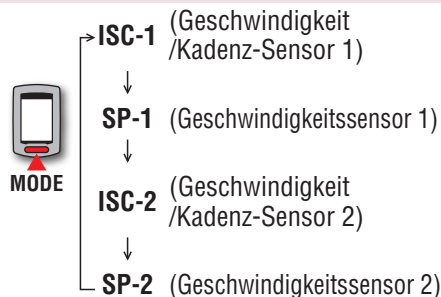 ISC-1 (Geschwindigkeit
/Kadenz-Sensor 1)
SP-1 (Geschwindigkeitssensor 1)
MODE
ISC-2 (Geschwindigkeit
/Kadenz-Sensor 2)
SP-2 (Geschwindigkeitssensor 2)